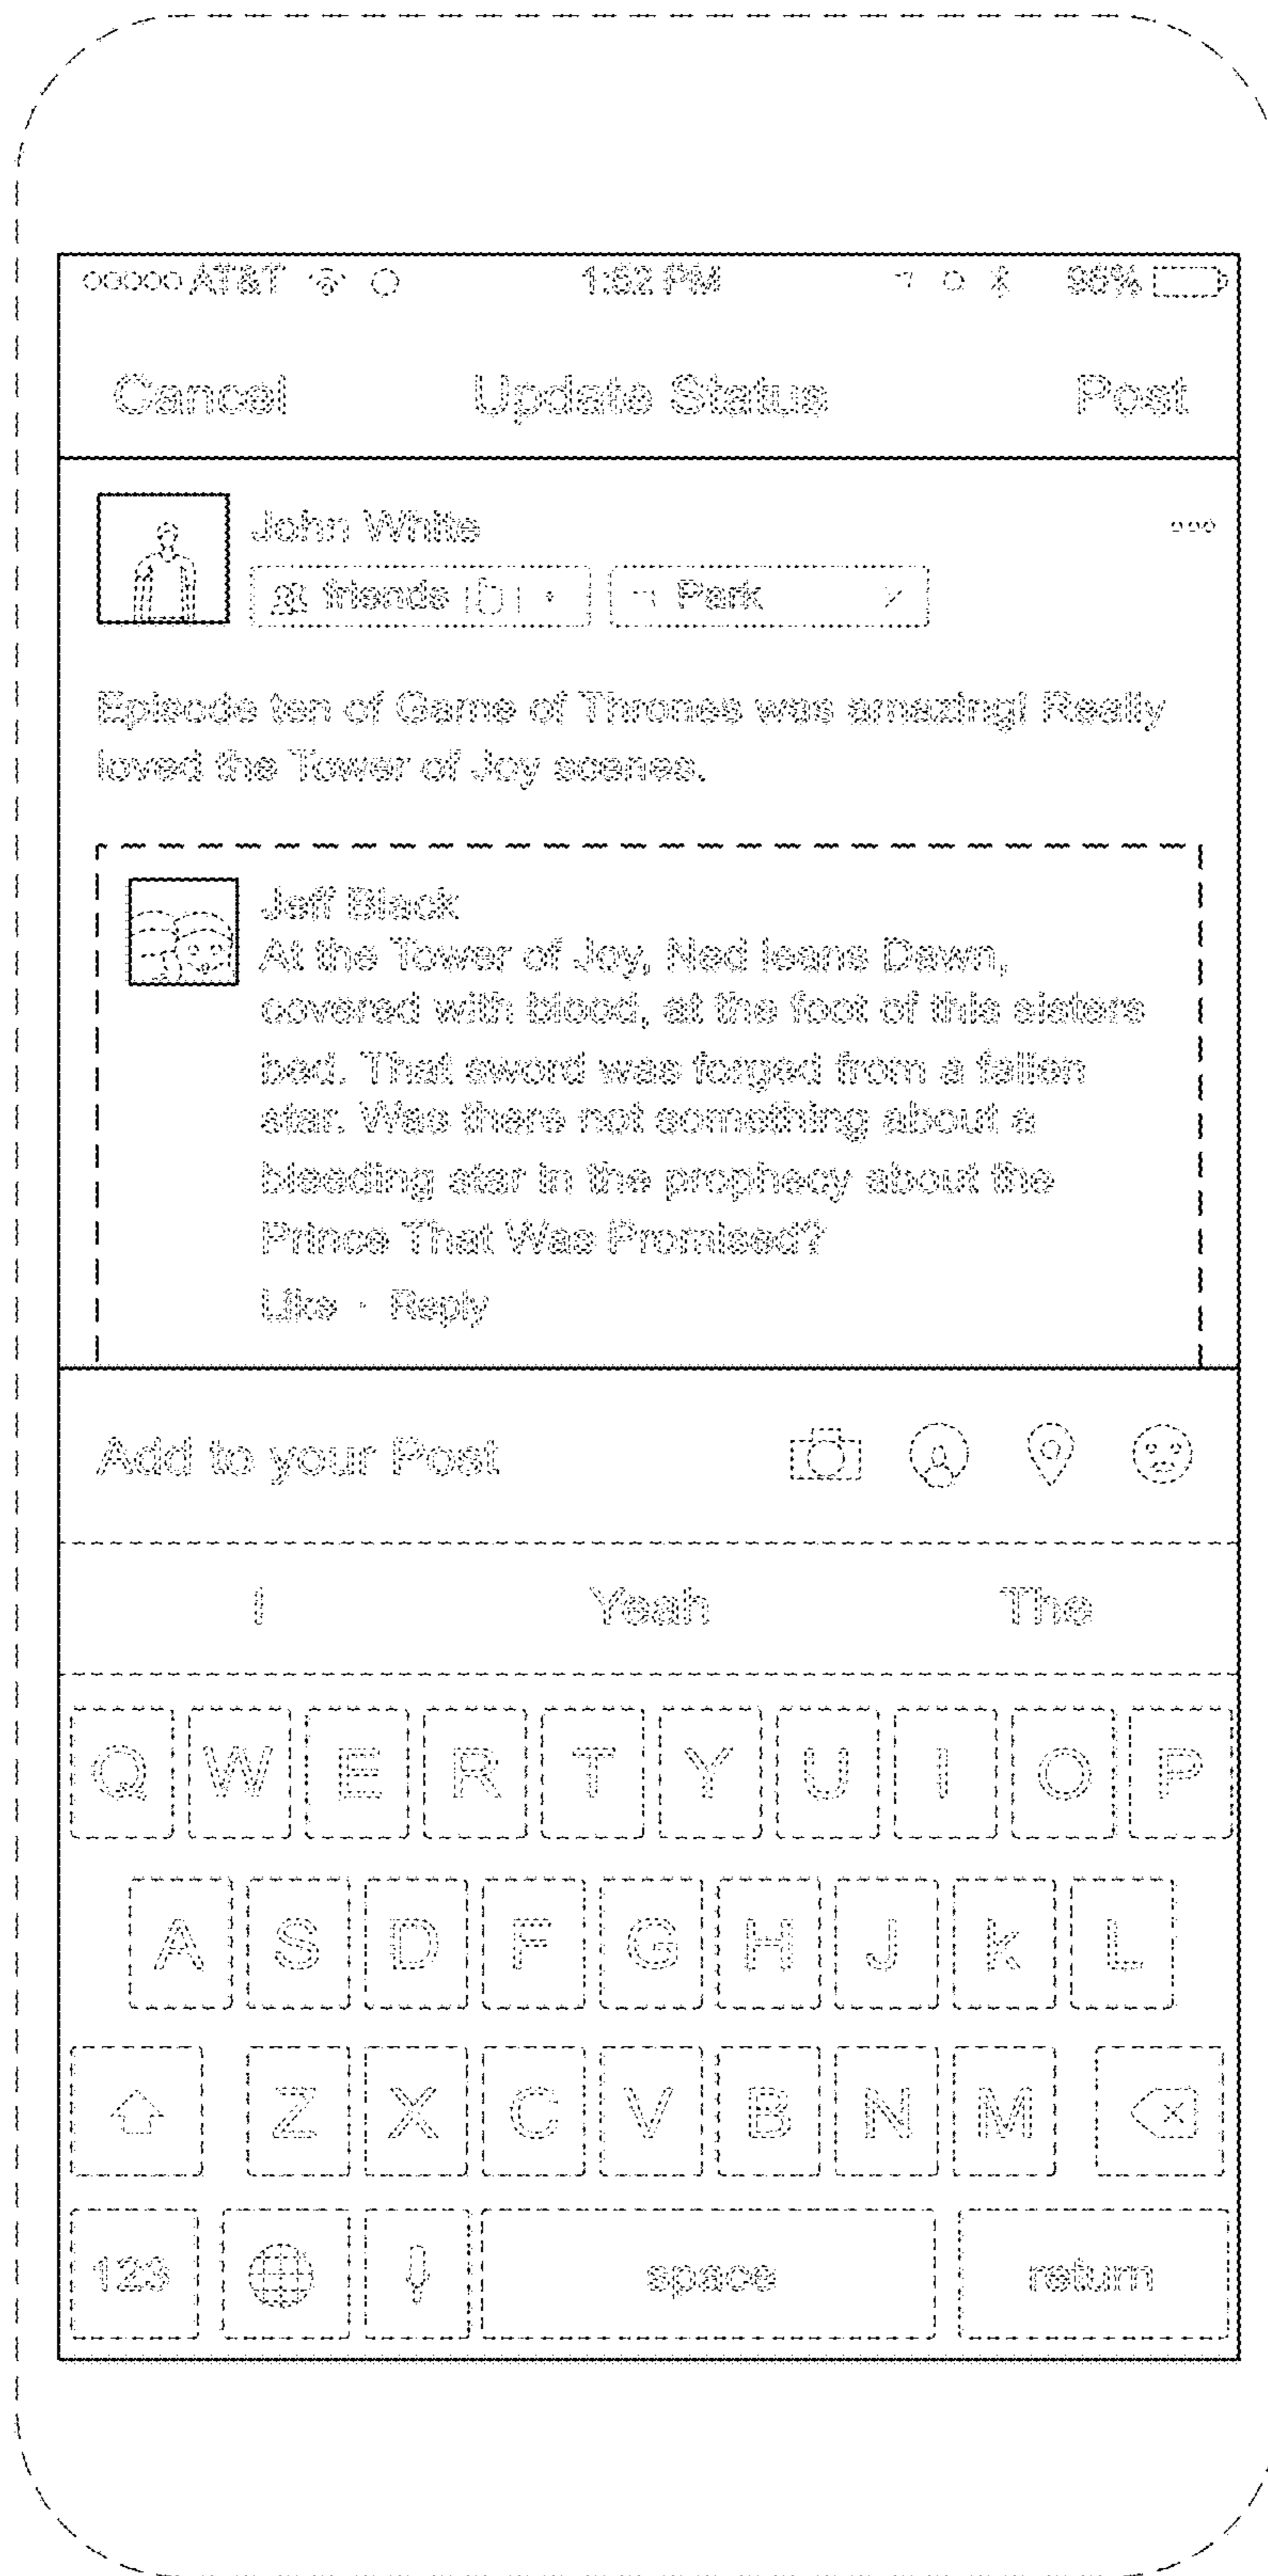 AT&T 1:52 PM 95%
Cancel Update Status Post
John White
friends Park
Episode ten of Game of Thrones was amazing! Really
loved the Tower of Joy scenes.
Jeff Black
At the Tower of Joy, Ned leans Dawn,
covered with blood, at the foot of this sisters
bed. That sword was forged from a fallen
star. Was there not something about a
bleeding star in the prophecy about the
Prince That Was Promised?
Like · Reply
Add to your Post
I Yeah The
Q W E R T Y U I O P
A S D F G H J k L
Z X C V B N M
123 space return